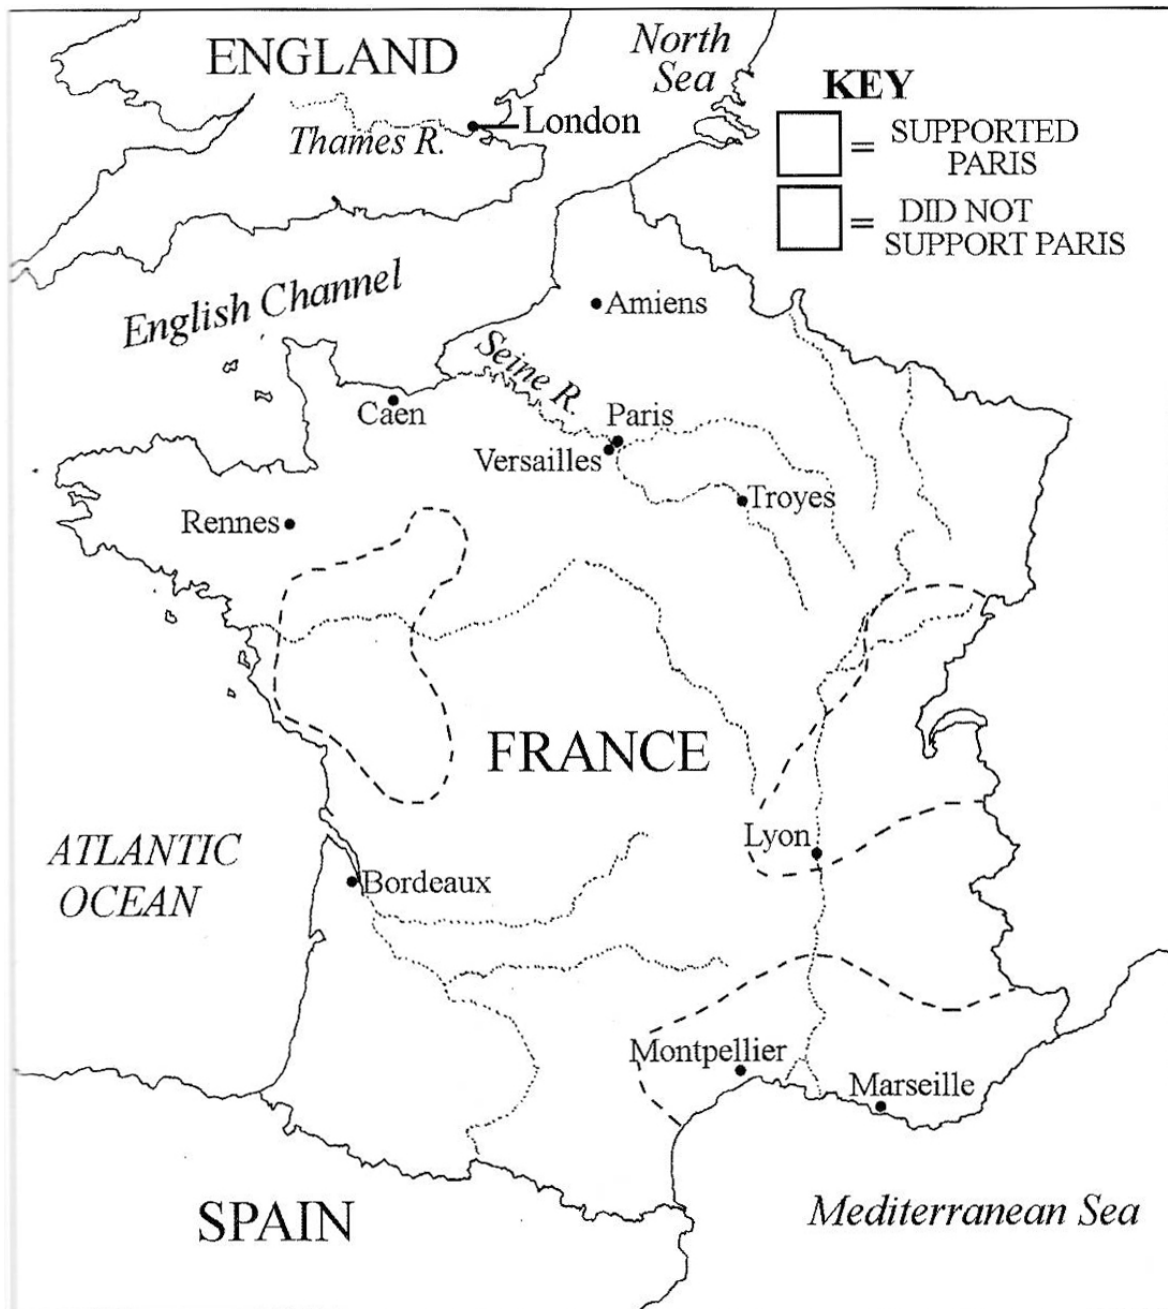 ENGLAND
North
Sea
KEY
= SUPPORTED
PARIS
= DID NOT
SUPPORT PARIS
London
Thames R.
English Channel
Amiens
Seine R.
Caen
Paris
Versailles
Troyes
Rennes
FRANCE
Lyon
ATLANTIC
OCEAN
Bordeaux
Montpellier
Marseille
SPAIN
Mediterranean Sea